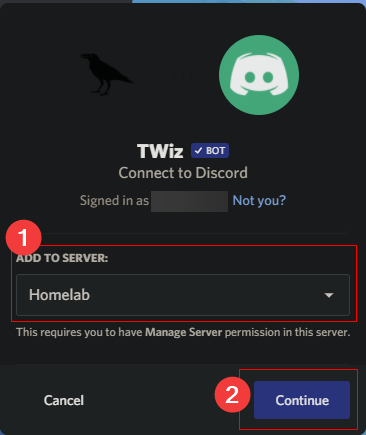 TWiz ✓ BOT
Connect to Discord
Signed in as Not you?
1
ADD TO SERVER:
Homelab
This requires you to have Manage Server permission in this server.
2
Cancel Continue